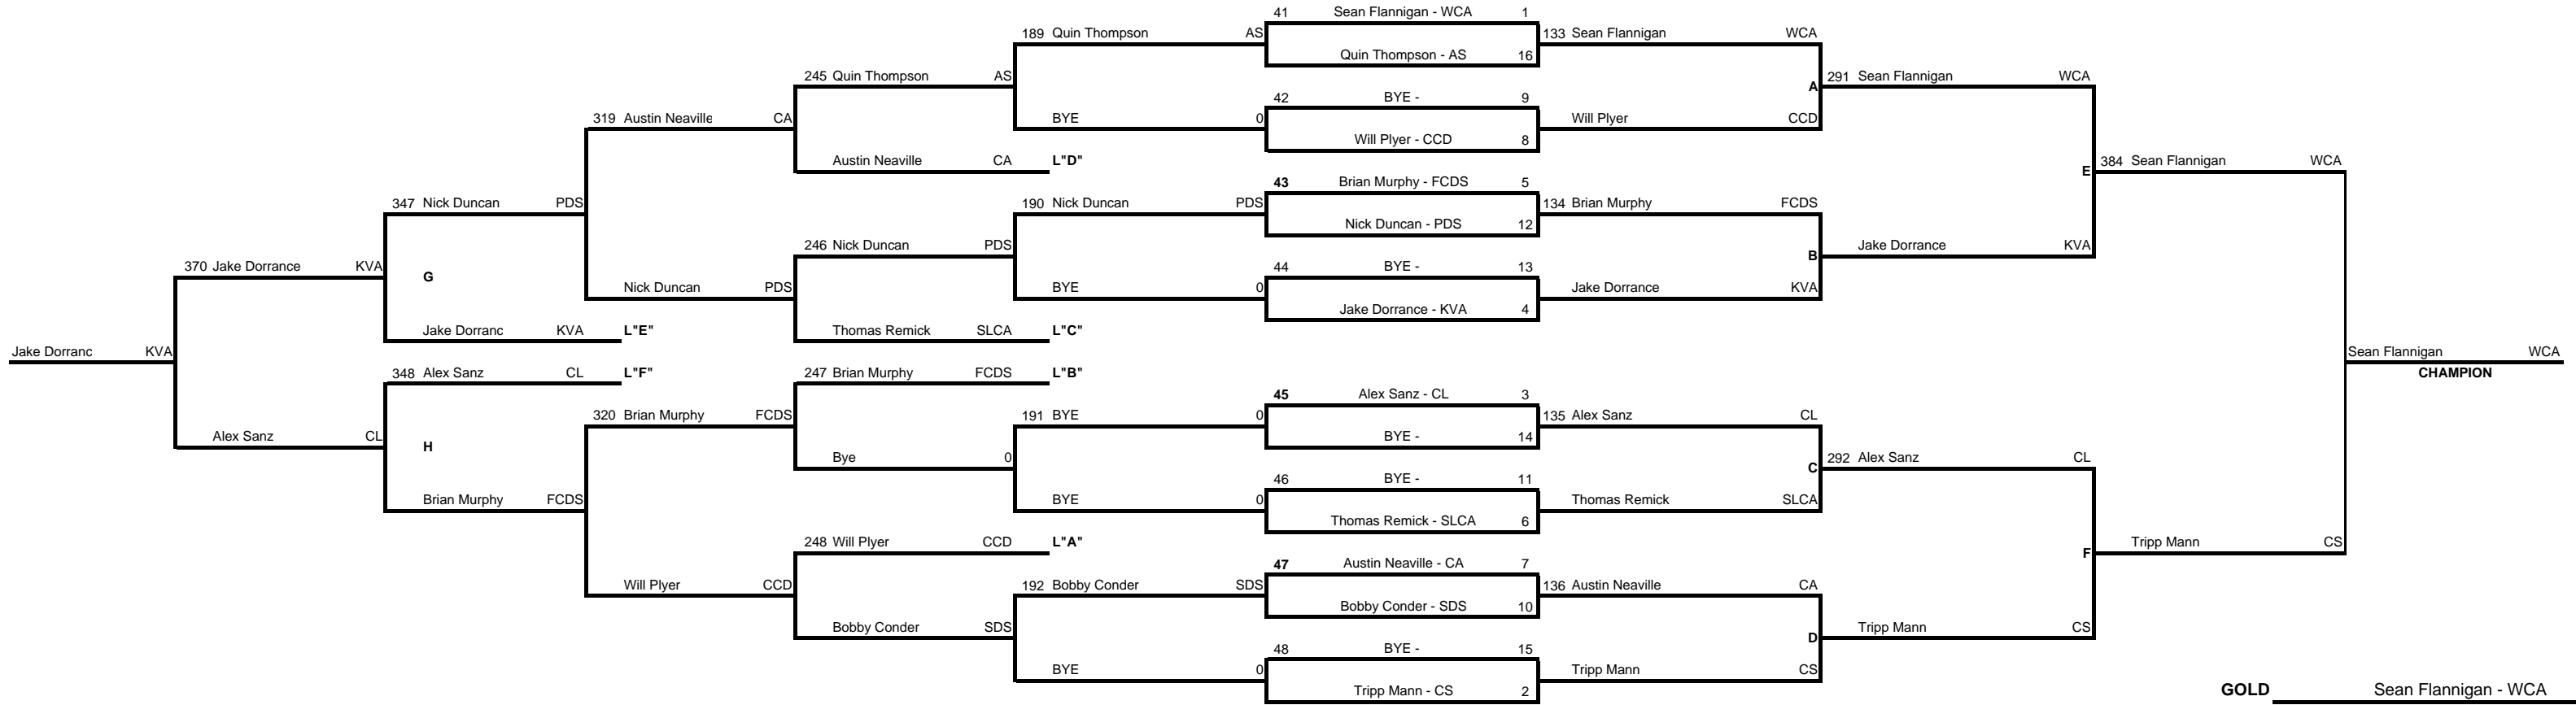 41 Sean Flannigan - WCA 1
189 Quin Thompson AS 133 Sean Flannigan WCA
Quin Thompson - AS 16
245 Quin Thompson AS A 291 Sean Flannigan WCA
42 BYE - 9
319 Austin Neaville CA BYE 0 Will Plyer CCD
Will Plyer - CCD 8
Austin Neaville CA L"D" E 384 Sean Flannigan WCA
43 Brian Murphy - FCDS 5
347 Nick Duncan PDS 190 Nick Duncan PDS 134 Brian Murphy FCDS
Nick Duncan - PDS 12
246 Nick Duncan PDS B Jake Dorrance KVA
370 Jake Dorrance KVA G 44 BYE - 13
Nick Duncan PDS BYE 0 Jake Dorrance KVA
Jake Dorrance - KVA 4
Jake Dorranc KVA L"E" Thomas Remick SLCA L"C"
Jake Dorranc KVA Sean Flannigan WCA
348 Alex Sanz CL L"F" 247 Brian Murphy FCDS L"B" CHAMPION
45 Alex Sanz - CL 3
320 Brian Murphy FCDS 191 BYE 0 135 Alex Sanz CL
Alex Sanz CL H BYE - 14
Bye 0 C 292 Alex Sanz CL
46 BYE - 11
Brian Murphy FCDS BYE 0 Thomas Remick SLCA
Thomas Remick - SLCA 6
248 Will Plyer CCD L"A" F Tripp Mann CS
47 Austin Neaville - CA 7
Will Plyer CCD 192 Bobby Conder SDS 136 Austin Neaville CA
Bobby Conder - SDS 10
Bobby Conder SDS D Tripp Mann CS
48 BYE - 15
BYE 0 Tripp Mann CS
Tripp Mann - CS 2
GOLD Sean Flannigan - WCA